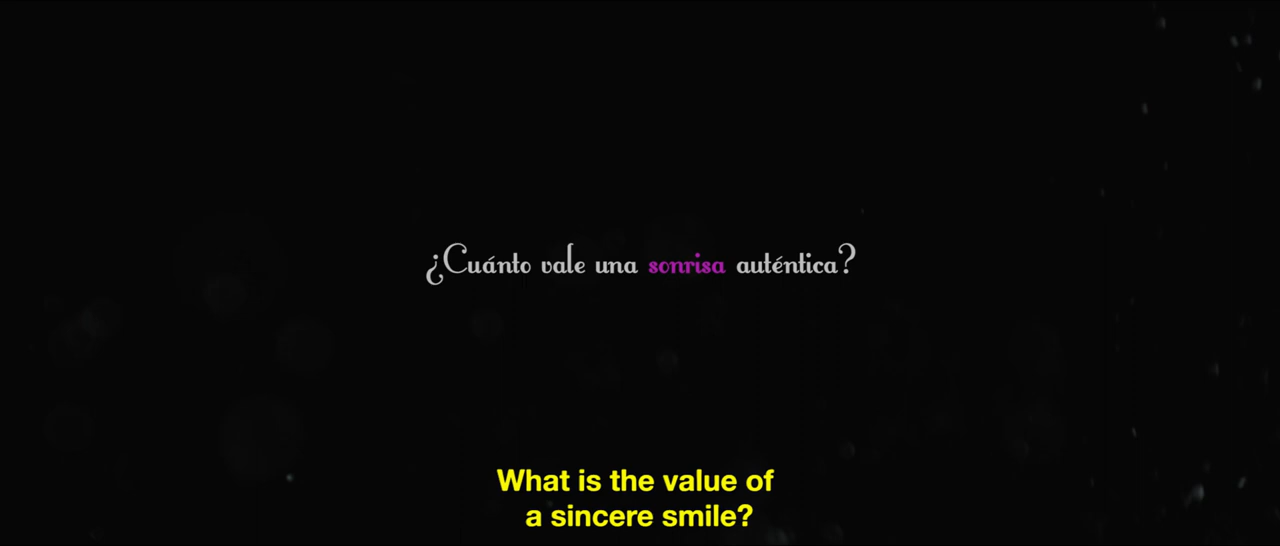 ¿Cuánto vale una sonrisa auténtica?
What is the value of
a sincere smile?